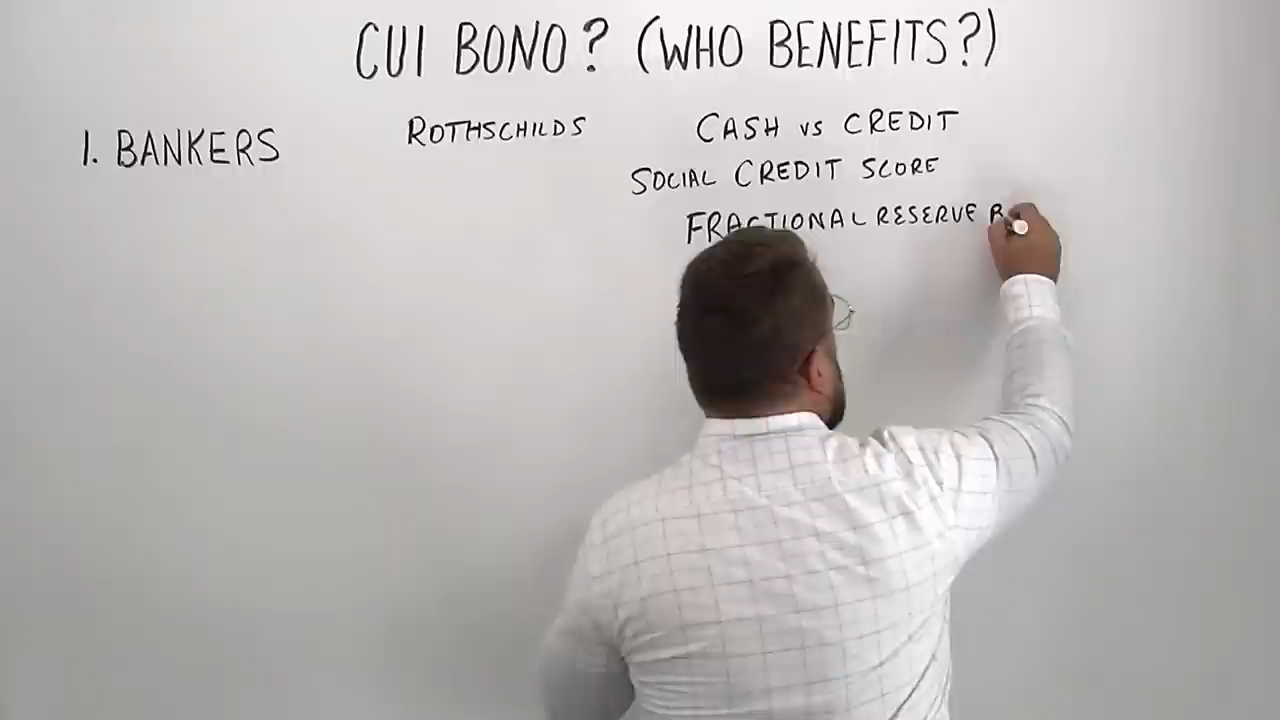 CUI BONO? (WHO BENEFITS?)
1. BANKERS
ROTHSCHILDS
CASH VS CREDIT
SOCIAL CREDIT SCORE
FRACTIONAL RESERVE B